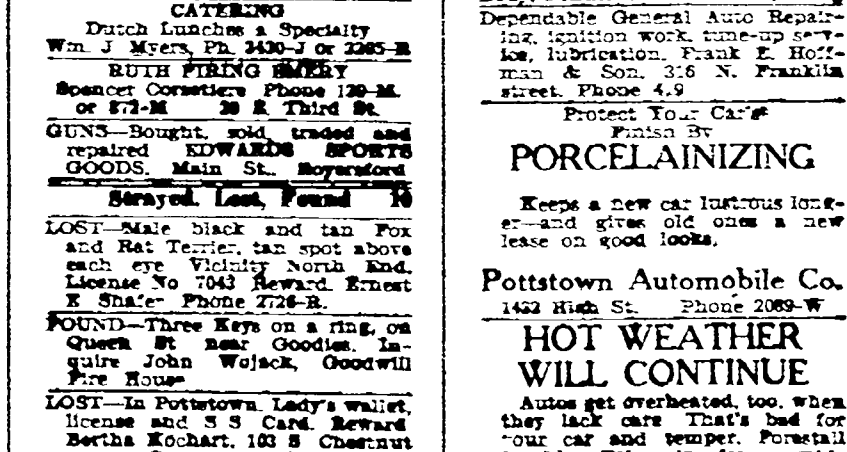 CATERING
Dutch Lunches a Specialty
Wm. J Myers, Ph. 3430-J or 2285-R
RUTH FIRING EMERY
Spencer Corsetiere Phone 129-M
or 872-M 20 E Third St.
GUNS—Bought, sold, traded and
repaired EDWARDS SPORTS
GOODS, Main St., Royersford
Strayed, Lost, Found 10
LOST—Male black and tan Fox
and Rat Terrier, tan spot above
each eye Vicinity North End.
License No 7043 Reward. Ernest
E Shafer Phone 2726-R.
FOUND—Three Keys on a ring, on
Queen St near Goodies. In-
quire John Wojack, Goodwill
Fire House
LOST—In Pottstown Lady's wallet,
license and S S Card. Reward
Bertha Kochart, 103 S Chestnut
Dependable General Auto Repair-
ing, ignition work, tune-up serv-
ice, lubrication. Frank E. Hoff-
man & Son. 316 N. Franklin
street. Phone 4.9
Protect Your Car's
Finish By
PORCELAINIZING
Keeps a new car lustrous long-
er—and gives old ones a new
lease on good looks.
Pottstown Automobile Co.
1432 High St. Phone 2089-W
HOT WEATHER
WILL CONTINUE
Autos get overheated, too, when
they lack care That's bad for
your car and temper. Forestall